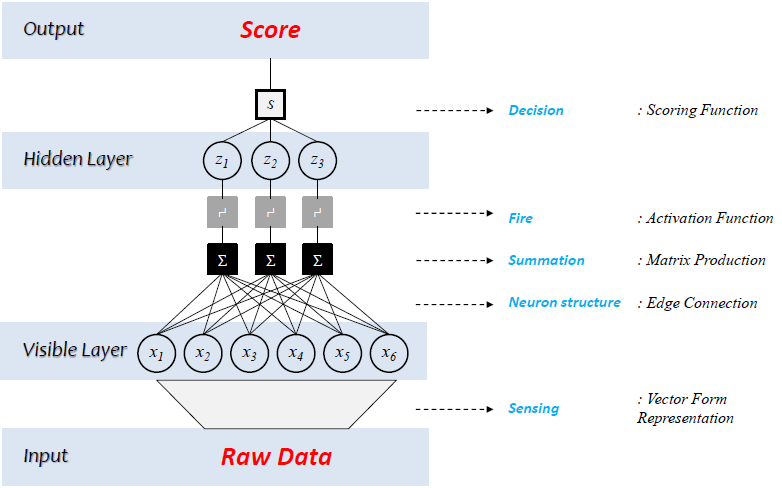 Output
Score
s
Decision : Scoring Function
Hidden Layer
z1 z2 z3
Fire : Activation Function
Σ Σ Σ
Summation : Matrix Production
Neuron structure : Edge Connection
Visible Layer
x1 x2 x3 x4 x5 x6
Sensing : Vector Form
Representation
Input
Raw Data